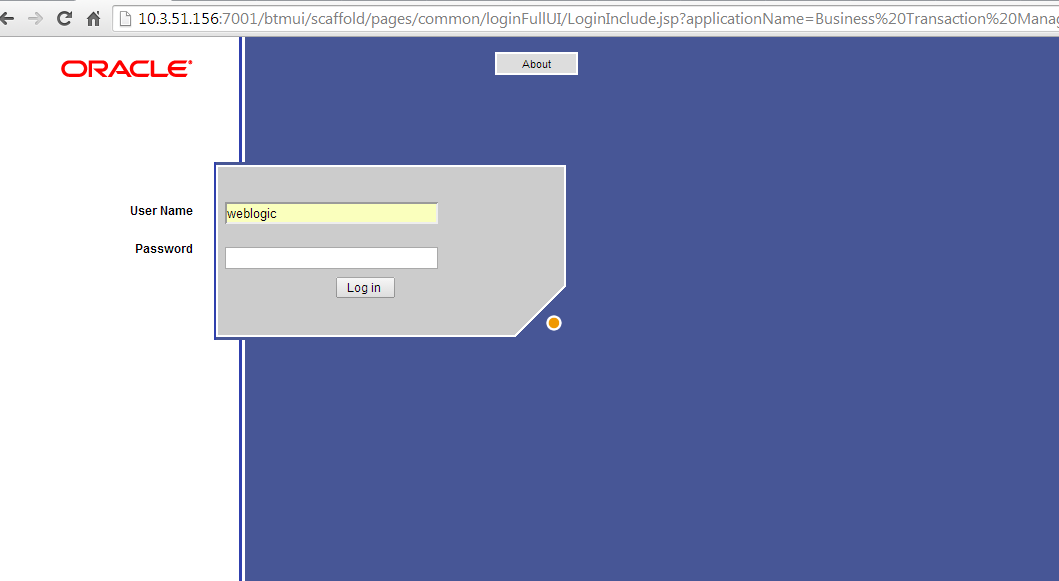 10.3.51.156:7001/btmui/scaffold/pages/common/loginFullUI/LoginInclude.jsp?applicationName=Business%20Transaction%20Manag
ORACLE
About
User Name
weblogic
Password
Log in